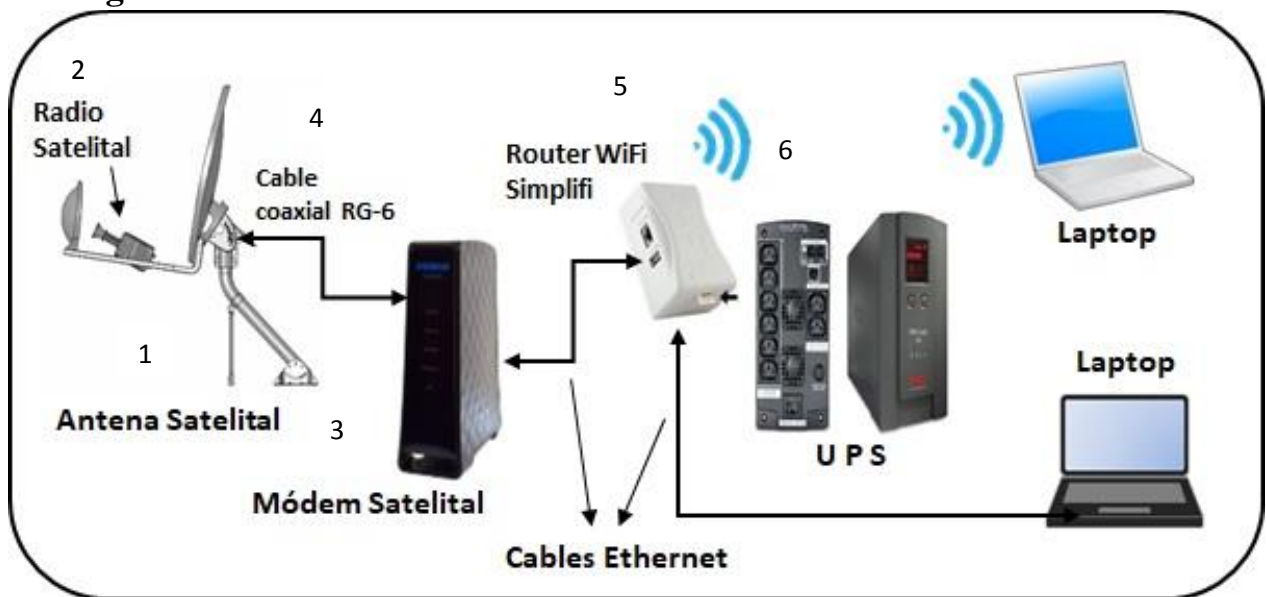 2
Radio
Satelital
4
Cable
coaxial RG-6
5
Router WiFi
Simplifi
6
Laptop
1
Antena Satelital
3
Módem Satelital
U P S
Laptop
Cables Ethernet